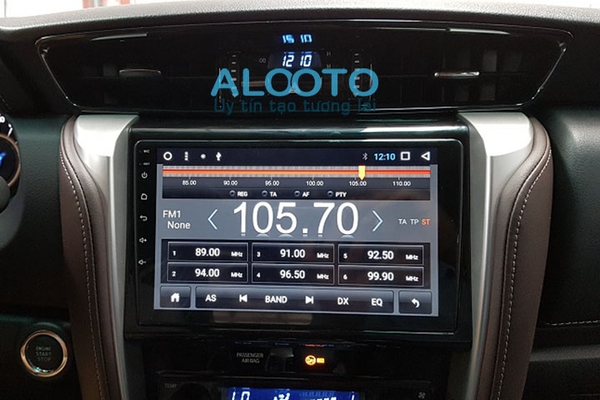 12:10
ALOOTO
Uy tín tạo tương lai
12:10
85.00 90.00 95.00 100.00 105.00 110.00
REG TA AF PTY
FM1
None
105.70
TA TP ST
1 89.00 MHz 3 91.00 MHz 5 92.50 MHz
2 94.00 MHz 4 96.50 MHz 6 99.90 MHz
AS BAND DX EQ
ENGINE
START
STOP
PASSENGER
AIRBAG